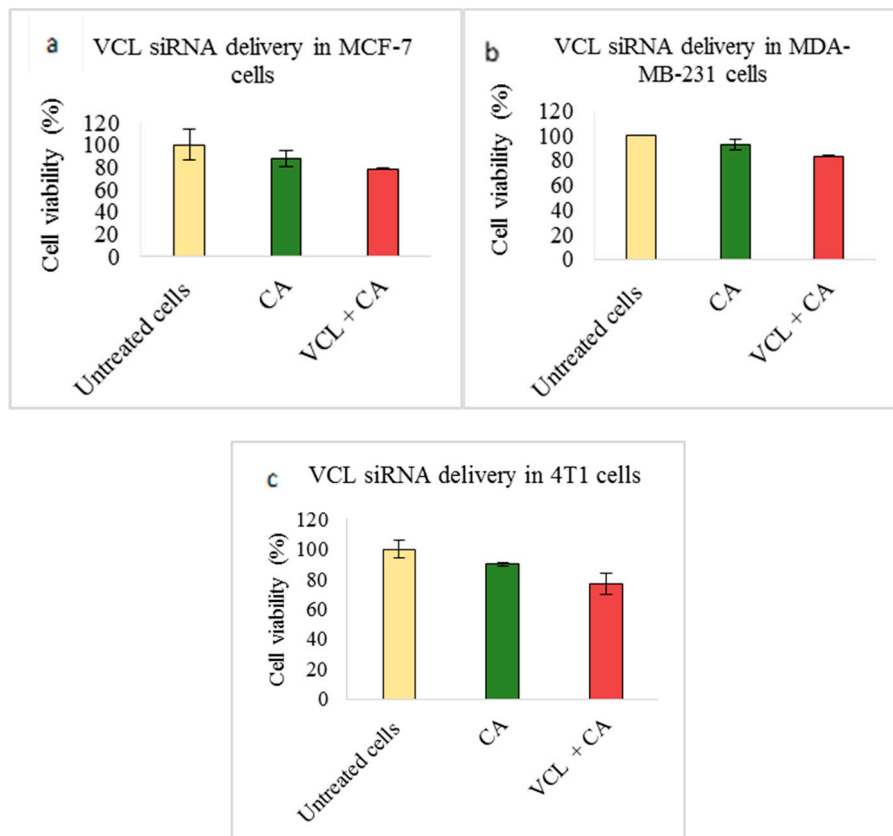 a
VCL siRNA delivery in MCF-7
cells
Cell viability (%)
120
100
80
60
40
20
0
Untreated cells
CA
VCL + CA
b
VCL siRNA delivery in MDA-
MB-231 cells
Cell viability (%)
120
100
80
60
40
20
0
Untreated cells
CA
VCL + CA
c
VCL siRNA delivery in 4T1 cells
Cell viability (%)
120
100
80
60
40
20
0
Untreated cells
CA
VCL + CA